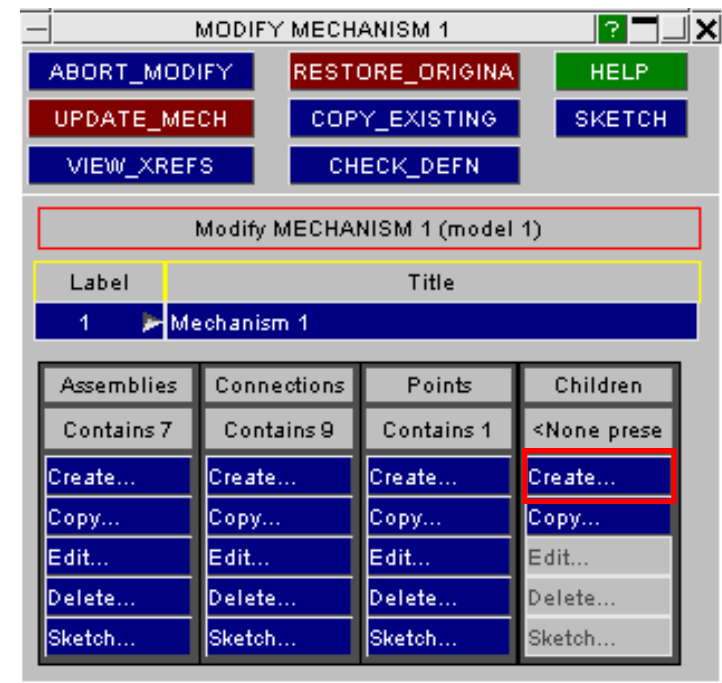 MODIFY MECHANISM 1 ?
ABORT_MODIFY RESTORE_ORIGINA HELP
UPDATE_MECH COPY_EXISTING SKETCH
VIEW_XREFS CHECK_DEFN
Modify MECHANISM 1 (model 1)
Label Title
1 Mechanism 1
Assemblies Connections Points Children
Contains 7 Contains 9 Contains 1 <None prese
Create... Create... Create... Create...
Copy... Copy... Copy... Copy...
Edit... Edit... Edit... Edit...
Delete... Delete... Delete... Delete...
Sketch... Sketch... Sketch... Sketch...